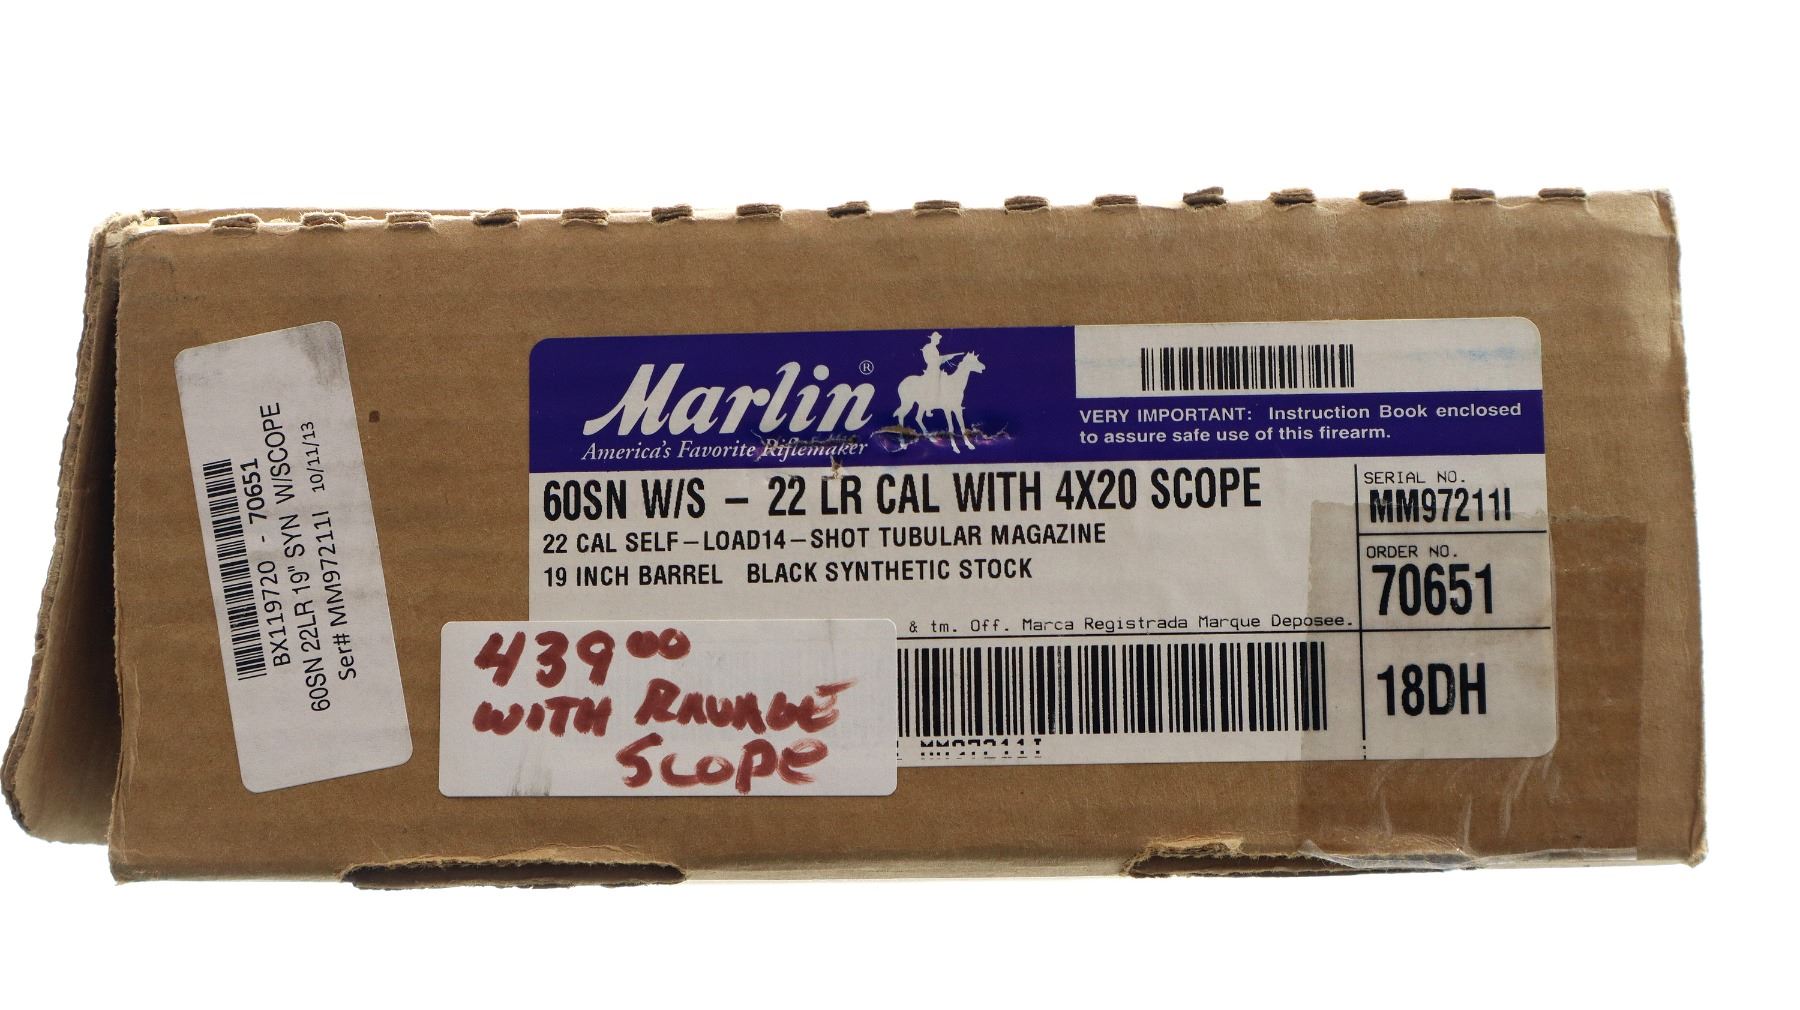 BX119720 - 70651
60SN 22LR 19" SYN W/SCOPE
Ser# MM97211I 10/11/13
Marlin®
America's Favorite Riflemaker
VERY IMPORTANT: Instruction Book enclosed
to assure safe use of this firearm.
60SN W/S – 22 LR CAL WITH 4X20 SCOPE
22 CAL SELF–LOAD14–SHOT TUBULAR MAGAZINE
19 INCH BARREL BLACK SYNTHETIC STOCK
SERIAL NO.
MM97211I
ORDER NO.
70651
18DH
& tm. Off. Marca Registrada Marque Deposee.
MM97211I
439⁰⁰
WITH
SCOPE